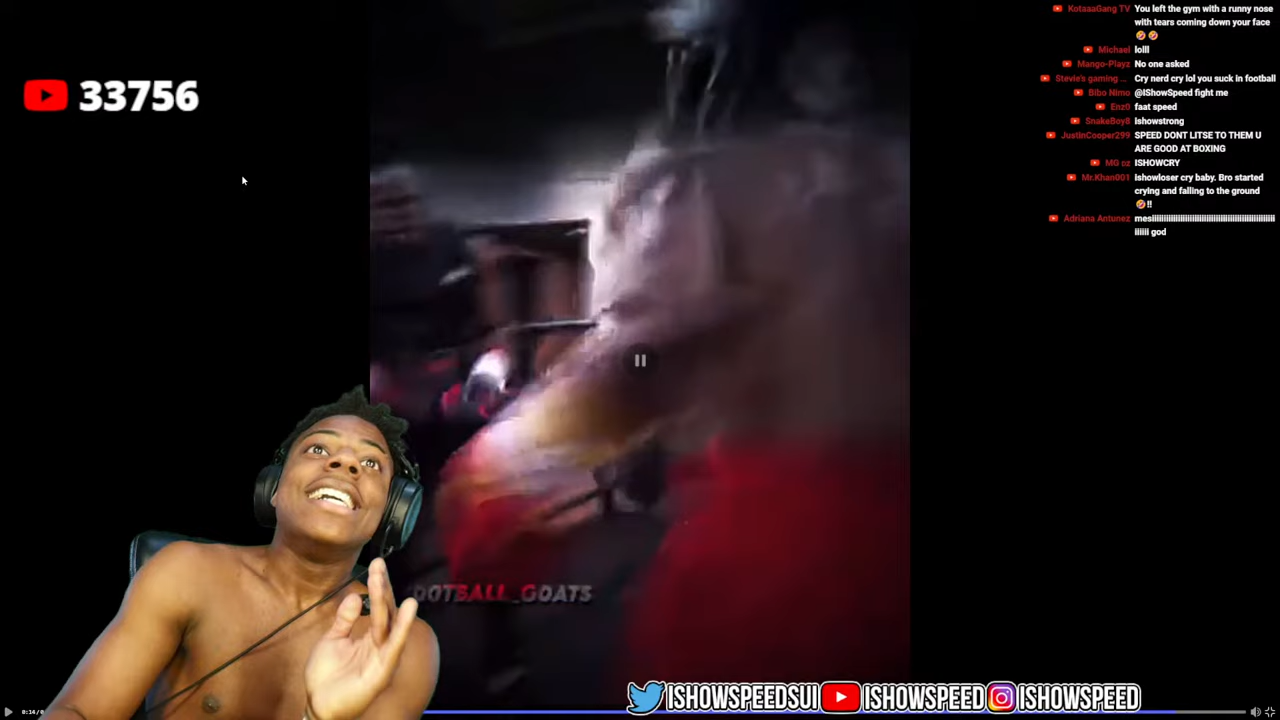 33756
KotaaaGang TV You left the gym with a runny nose
with tears coming down your face
🤣 🤣
Michael lolll
Mango-Playz No one asked
Stevie's gaming ... Cry nerd cry lol you suck in football
Bibo Nimo @IShowSpeed fight me
Enz0 faat speed
SnakeBoy8 ishowstrong
JustinCooper299 SPEED DONT LITSE TO THEM U
ARE GOOD AT BOXING
MG nz ISHOWCRY
Mr.Khan001 Ishowloser cry baby. Bro started
crying and falling to the ground
🤣!!
Adriana Antunez
god
OOTBALL_GOATS
ISHOWSPEEDSUI ISHOWSPEED ISHOWSPEED
0:14